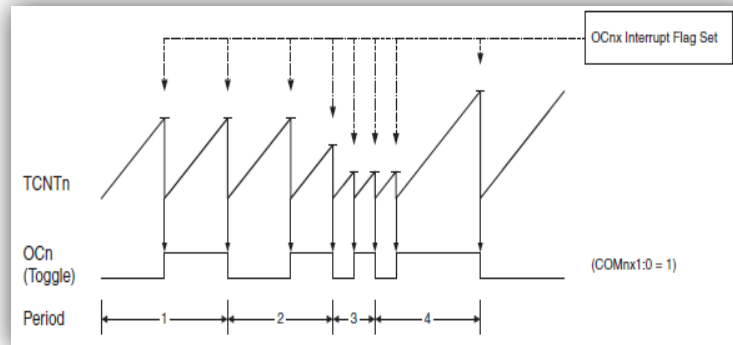 OCnx Interrupt Flag Set
TCNTn
OCn
(Toggle)
(COMnx1:0 = 1)
Period
1
2
3
4